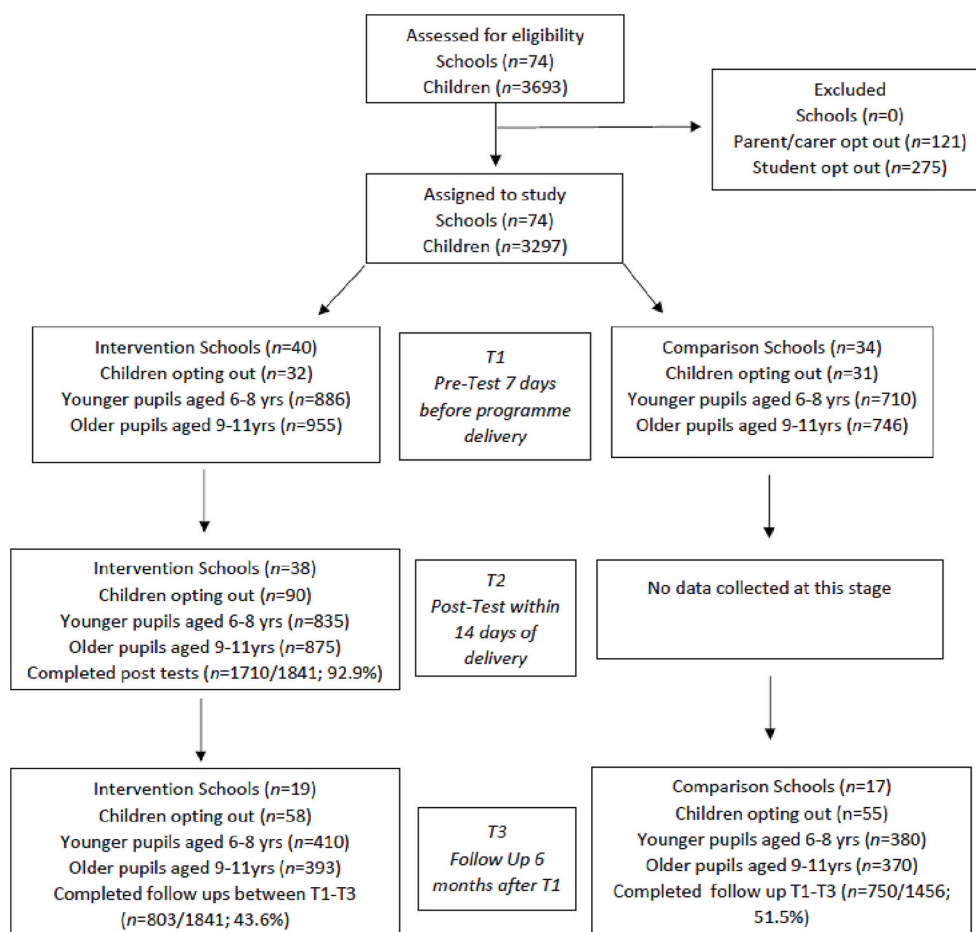 Assessed for eligibility
Schools (n=74)
Children (n=3693)
Excluded
Schools (n=0)
Parent/carer opt out (n=121)
Student opt out (n=275)
Assigned to study
Schools (n=74)
Children (n=3297)
Intervention Schools (n=40)
Children opting out (n=32)
Younger pupils aged 6-8 yrs (n=886)
Older pupils aged 9-11yrs (n=955)
T1
Pre-Test 7 days
before programme
delivery
Comparison Schools (n=34)
Children opting out (n=31)
Younger pupils aged 6-8 yrs (n=710)
Older pupils aged 9-11yrs (n=746)
Intervention Schools (n=38)
Children opting out (n=90)
Younger pupils aged 6-8 yrs (n=835)
Older pupils aged 9-11yrs (n=875)
Completed post tests (n=1710/1841; 92.9%)
T2
Post-Test within
14 days of
delivery
No data collected at this stage
Intervention Schools (n=19)
Children opting out (n=58)
Younger pupils aged 6-8 yrs (n=410)
Older pupils aged 9-11yrs (n=393)
Completed follow ups between T1-T3
(n=803/1841; 43.6%)
T3
Follow Up 6
months after T1
Comparison Schools (n=17)
Children opting out (n=55)
Younger pupils aged 6-8 yrs (n=380)
Older pupils aged 9-11yrs (n=370)
Completed follow up T1-T3 (n=750/1456;
51.5%)